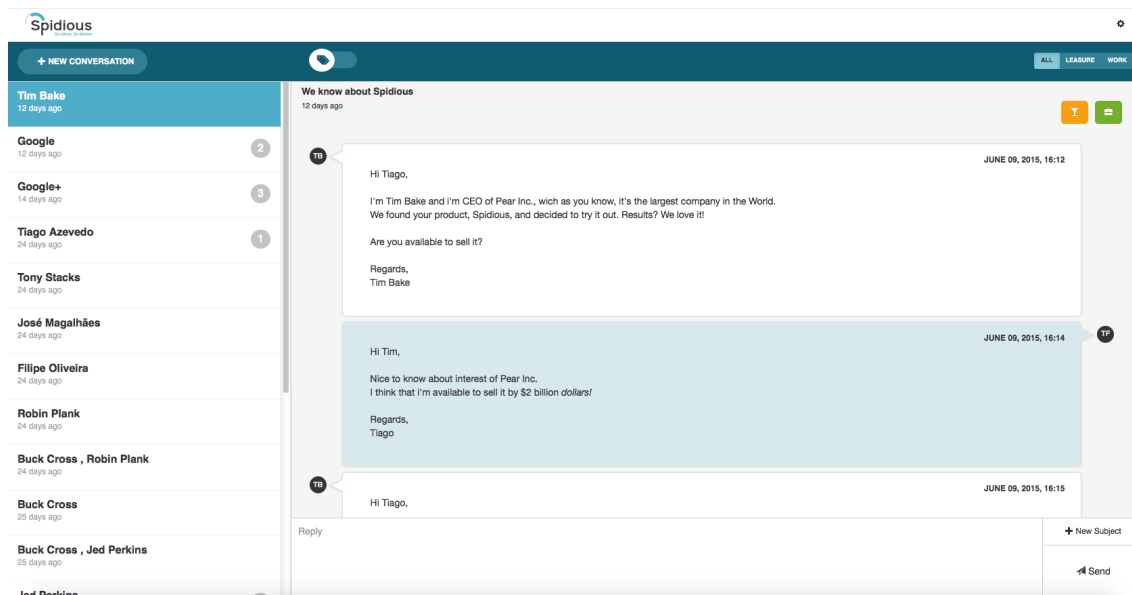 Spidious
+ NEW CONVERSATION
ALL LEASURE WORK
Tim Bake
12 days ago
Google
12 days ago
2
Google+
14 days ago
3
Tiago Azevedo
24 days ago
1
Tony Stacks
24 days ago
José Magalhães
24 days ago
Filipe Oliveira
24 days ago
Robin Plank
24 days ago
Buck Cross , Robin Plank
24 days ago
Buck Cross
25 days ago
Buck Cross , Jed Perkins
25 days ago
Jed Perkins
We know about Spidious
12 days ago
TB
JUNE 09, 2015, 16:12
Hi Tiago,
I'm Tim Bake and i'm CEO of Pear Inc., wich as you know, it's the largest company in the World.
We found your product, Spidious, and decided to try it out. Results? We love it!
Are you available to sell it?
Regards,
Tim Bake
JUNE 09, 2015, 16:14
TF
Hi Tim,
Nice to know about interest of Pear Inc.
I think that i'm available to sell it by $2 billion dollars!
Regards,
Tiago
TB
JUNE 09, 2015, 16:15
Hi Tiago,
Reply
+ New Subject
Send